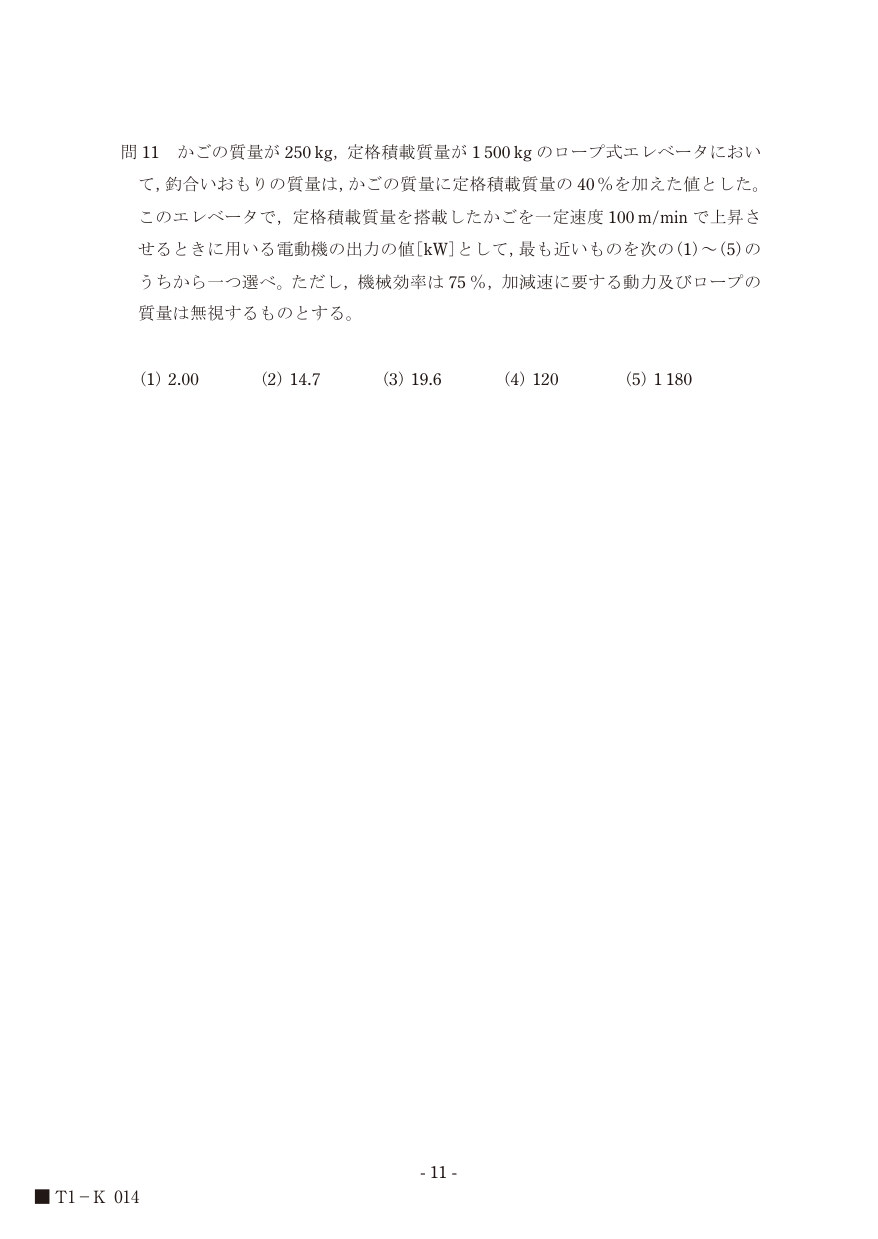 問 11　かごの質量が 250 kg, 定格積載質量が 1 500 kg のロープ式エレベータにおい
て, 釣合いおもりの質量は, かごの質量に定格積載質量の 40 %を加えた値とした。
このエレベータで, 定格積載質量を搭載したかごを一定速度 100 m/min で上昇さ
せるときに用いる電動機の出力の値[kW]として, 最も近いものを次の(1)～(5)の
うちから一つ選べ。ただし, 機械効率は 75 %, 加減速に要する動力及びロープの
質量は無視するものとする。
(1) 2.00　(2) 14.7　(3) 19.6　(4) 120　(5) 1 180
- 11 -
■ T1－K 014